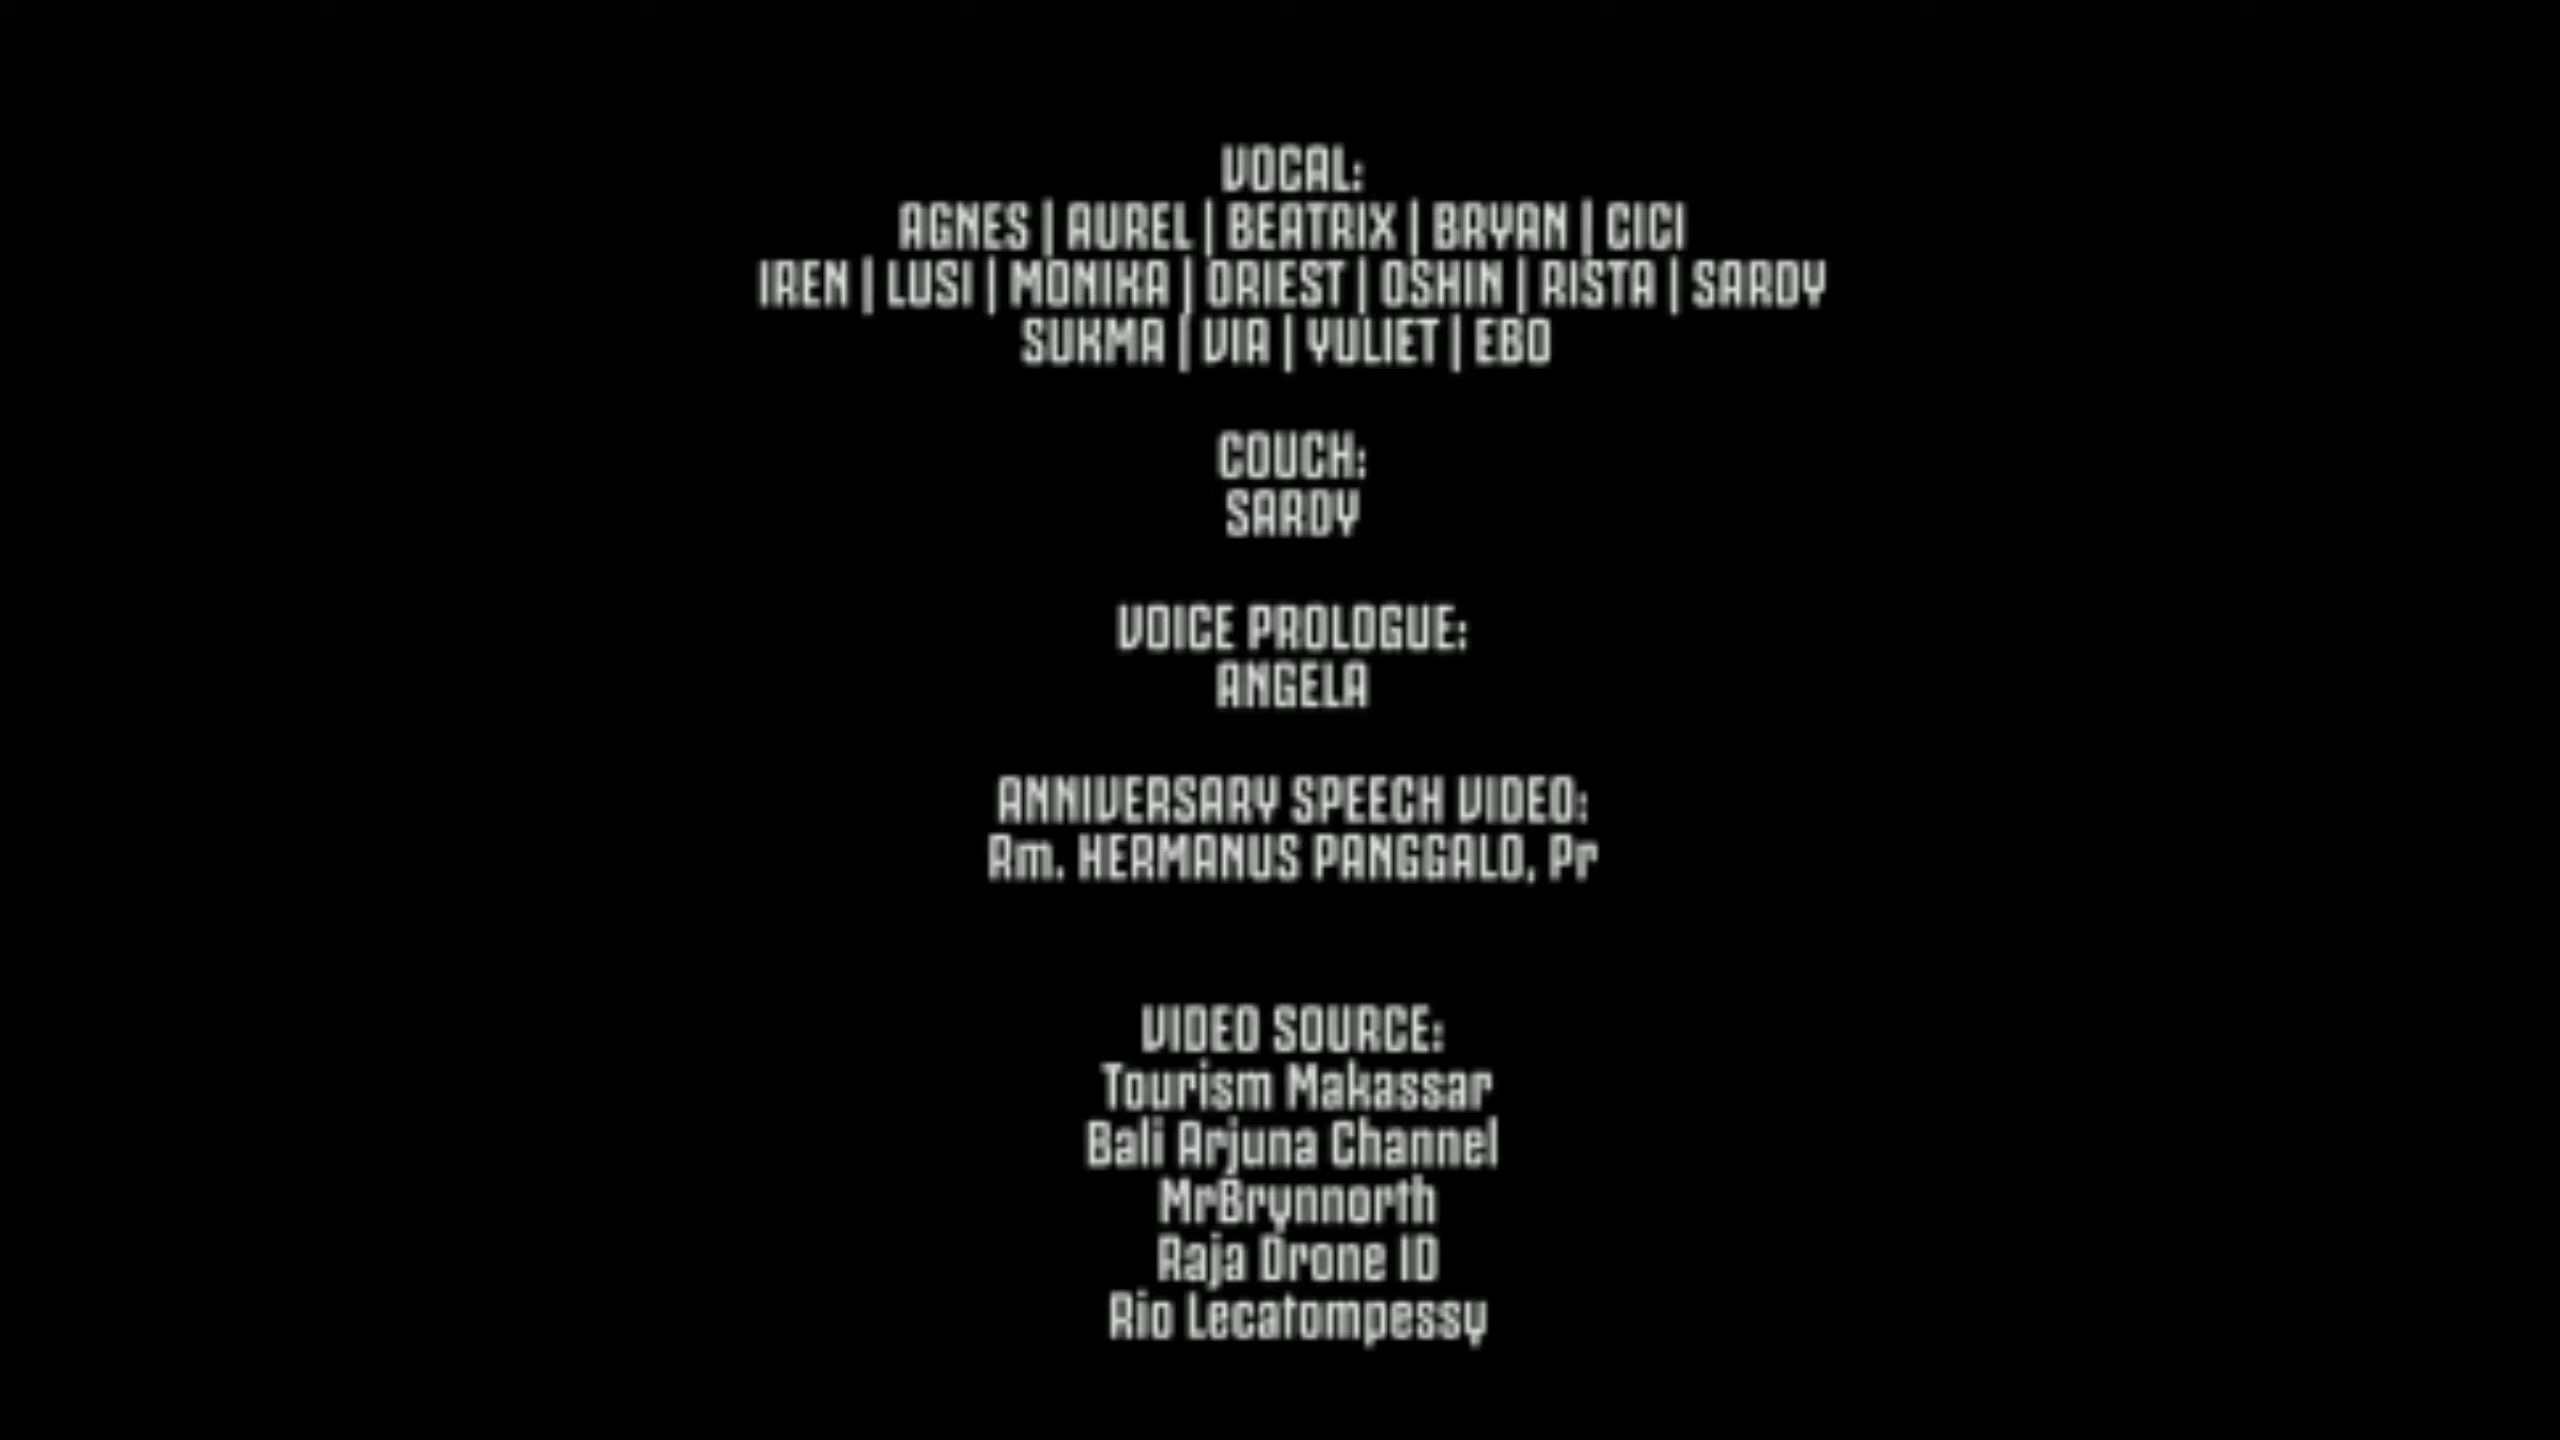 VOCAL:
AGNES | AUREL | BEATRIX | BRYAN | CICI
IREN | LUSI | MONIKA | ORIEST | OSHIN | RISTA | SARDY
SUKMA | VIA | YULIET | EBO
COUCH:
SARDY
VOICE PROLOGUE:
ANGELA
ANNIVERSARY SPEECH VIDEO:
Rm. HERMANUS PANGGALO, Pr
VIDEO SOURCE:
Tourism Makassar
Bali Arjuna Channel
MrBrynnorth
Raja Drone ID
Rio Lecatompessy